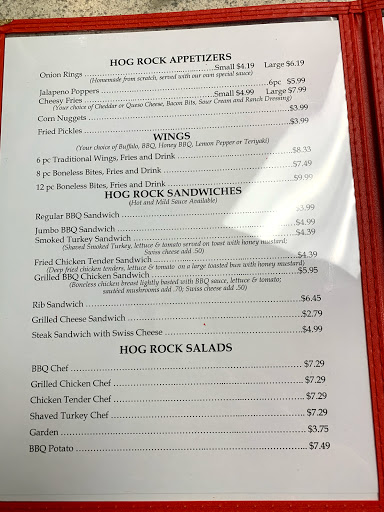 HOG ROCK APPETIZERS
Onion Rings ........ Small $4.19 Large $6.19
(Homemade from scratch, served with our own special sauce)
Jalapeno Poppers ........ 6pc $5.99
Cheesy Fries ........ Small $4.99 Large $7.99
(Your choice of Cheddar or Queso Cheese, Bacon Bits, Sour Cream and Ranch Dressing)
Corn Nuggets ........ $3.99
Fried Pickles ........ $3.99
WINGS
(Your choice of Buffalo, BBQ, Honey BBQ, Lemon Pepper or Teriyaki)
6 pc Traditional Wings, Fries and Drink ........ $8.33
8 pc Boneless Bites, Fries and Drink ........ $7.49
12 pc Boneless Bites, Fries and Drink ........ $9.99
HOG ROCK SANDWICHES
(Hot and Mild Sauce Available)
Regular BBQ Sandwich ........ $3.99
Jumbo BBQ Sandwich ........ $4.99
Smoked Turkey Sandwich ........ $4.39
(Shaved Smoked Turkey, lettuce & tomato served on toast with honey mustard;
Swiss cheese add .50)
Fried Chicken Tender Sandwich ........ $4.39
(Deep fried chicken tenders, lettuce & tomato on a large toasted bun with honey mustard)
Grilled BBQ Chicken Sandwich ........ $5.95
(Boneless chicken breast lightly basted with BBQ sauce, lettuce & tomato;
sautéed mushrooms add .70; Swiss cheese add .50)
Rib Sandwich ........ $6.45
Grilled Cheese Sandwich ........ $2.79
Steak Sandwich with Swiss Cheese ........ $4.99
HOG ROCK SALADS
BBQ Chef ........ $7.29
Grilled Chicken Chef ........ $7.29
Chicken Tender Chef ........ $7.29
Shaved Turkey Chef ........ $7.29
Garden ........ $3.75
BBQ Potato ........ $7.49